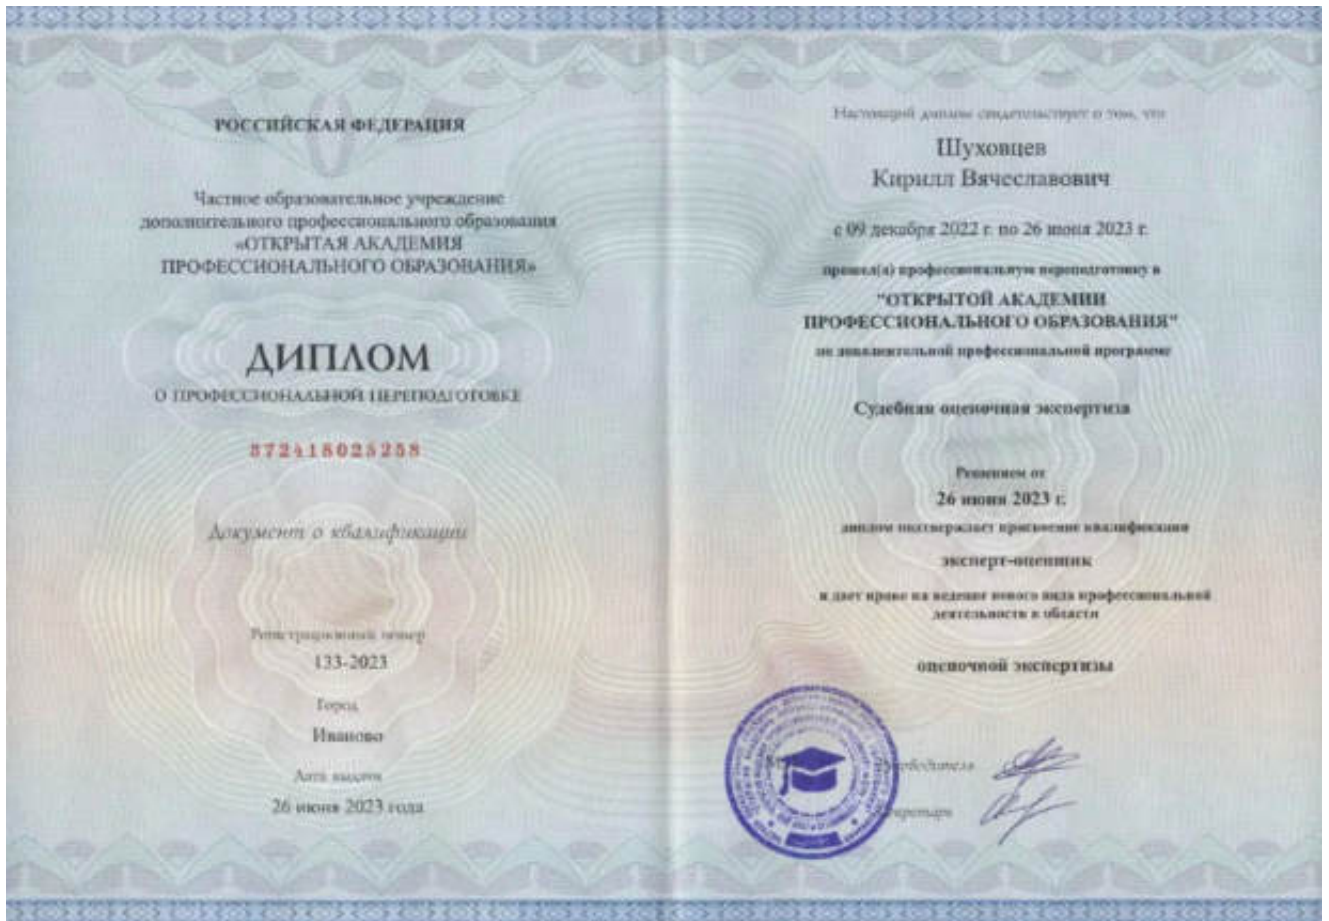 РОССИЙСКАЯ ФЕДЕРАЦИЯ
Частное образовательное учреждение
дополнительного профессионального образования
«ОТКРЫТАЯ АКАДЕМИЯ
ПРОФЕССИОНАЛЬНОГО ОБРАЗОВАНИЯ»
ДИПЛОМ
О ПРОФЕССИОНАЛЬНОЙ ПЕРЕПОДГОТОВКЕ
372418025258
Документ о квалификации
Регистрационный номер
133-2023
Город
Иваново
Дата выдачи
26 июня 2023 года
Настоящий диплом свидетельствует о том, что
Шуховцев
Кирилл Вячеславович
с 09 декабря 2022 г. по 26 июня 2023 г.
прошел(а) профессиональную переподготовку в
"ОТКРЫТОЙ АКАДЕМИИ
ПРОФЕССИОНАЛЬНОГО ОБРАЗОВАНИЯ"
по дополнительной профессиональной программе
Судебная оценочная экспертиза
Решением от
26 июня 2023 г.
диплом подтверждает присвоение квалификации
эксперт-оценщик
и дает право на ведение нового вида профессиональной
деятельности в области
оценочной экспертизы
Руководитель
Секретарь